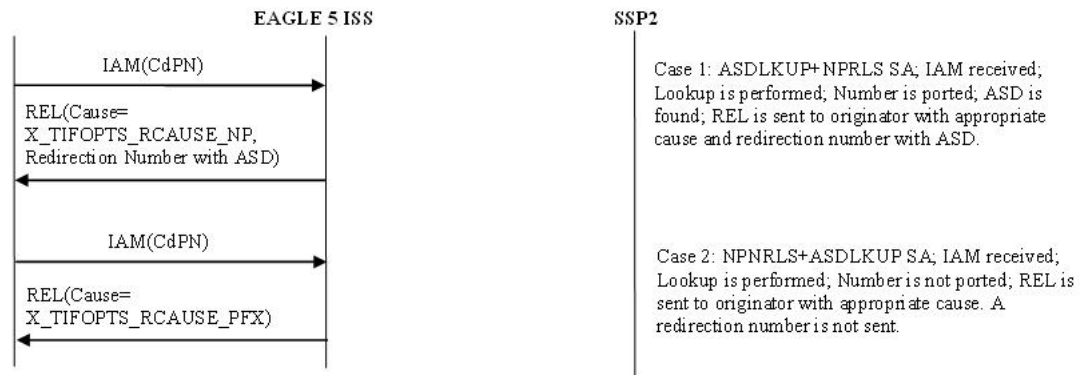 EAGLE 5 ISS
SSP2
IAM(CdPN)
REL(Cause=
X_TIFOPTS_RCAUSE_NP,
Redirection Number with ASD)
Case 1: ASDLKUP+NPRLS SA; IAM received;
Lookup is performed; Number is ported; ASD is
found; REL is sent to originator with appropriate
cause and redirection number with ASD.
IAM(CdPN)
REL(Cause=
X_TIFOPTS_RCAUSE_PFX)
Case 2: NPNRLS+ASDLKUP SA; IAM received;
Lookup is performed; Number is not ported; REL is
sent to originator with appropriate cause. A
redirection number is not sent.